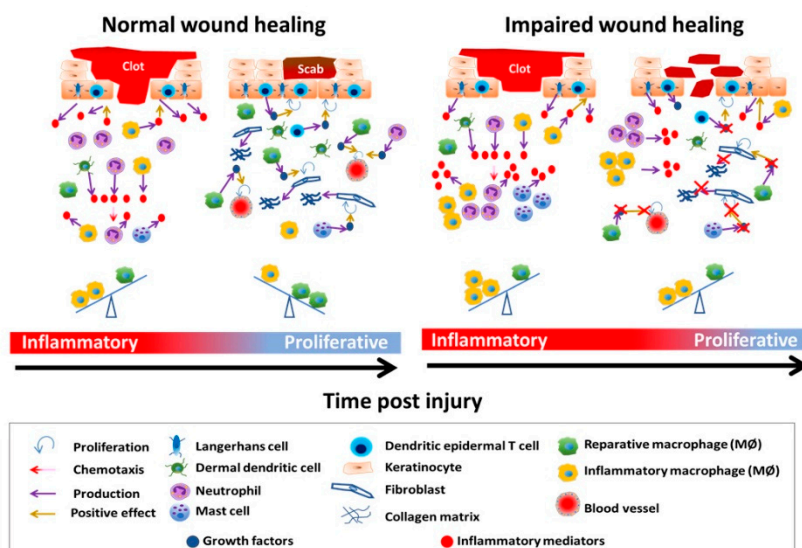 Normal wound healing
Impaired wound healing
Clot
Scab
Clot
Inflammatory
Proliferative
Inflammatory
Proliferative
Time post injury
Proliferation
Chemotaxis
Production
Positive effect
Langerhans cell
Dermal dendritic cell
Neutrophil
Mast cell
Dendritic epidermal T cell
Keratinocyte
Fibroblast
Collagen matrix
Reparative macrophage (MØ)
Inflammatory macrophage (MØ)
Blood vessel
Growth factors
Inflammatory mediators